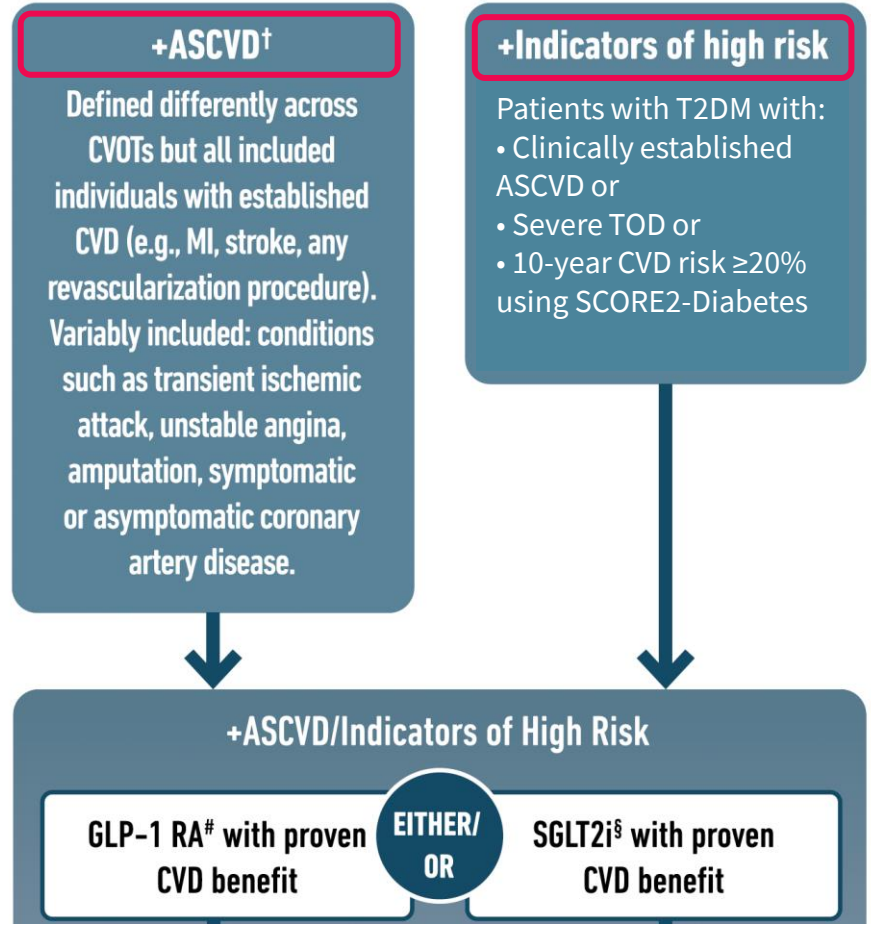 +ASCVD†
Defined differently across
CVOTs but all included
individuals with established
CVD (e.g., MI, stroke, any
revascularization procedure).
Variably included: conditions
such as transient ischemic
attack, unstable angina,
amputation, symptomatic
or asymptomatic coronary
artery disease.
+Indicators of high risk
Patients with T2DM with:
• Clinically established
ASCVD or
• Severe TOD or
• 10-year CVD risk ≥20%
using SCORE2-Diabetes
+ASCVD/Indicators of High Risk
GLP-1 RA# with proven
CVD benefit
EITHER/
OR
SGLT2i§ with proven
CVD benefit